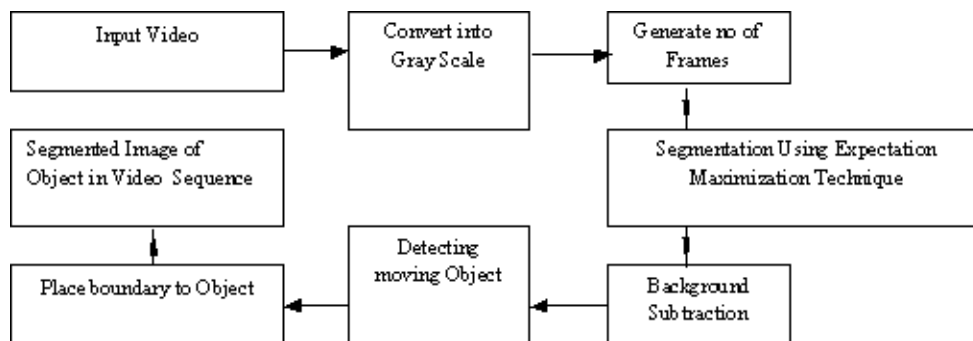 Input Video
Convert into
Gray Scale
Generate no of
Frames
Segmentation Using Expectation
Maximization Technique
Background
Subtraction
Detecting
moving Object
Place boundary to Object
Segmented Image of
Object in Video Sequence